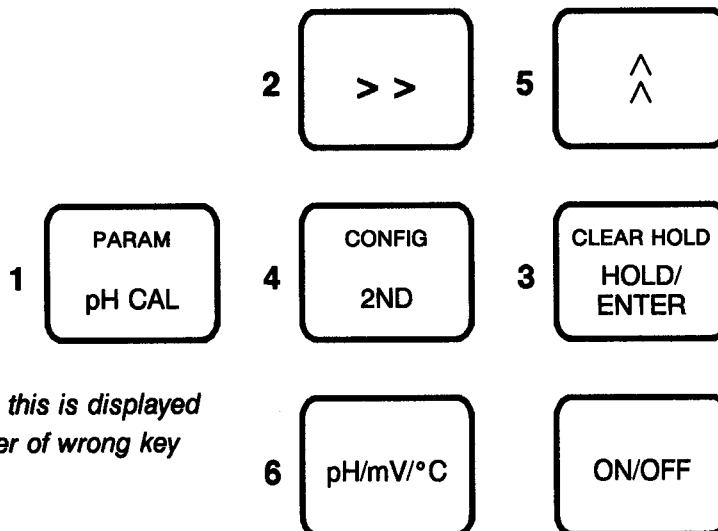 2 > > 5 ^
^
PARAM CONFIG CLEAR HOLD
1 pH CAL 4 2ND 3 HOLD/
ENTER
this is displayed
of wrong key
6 pH/mV/°C ON/OFF